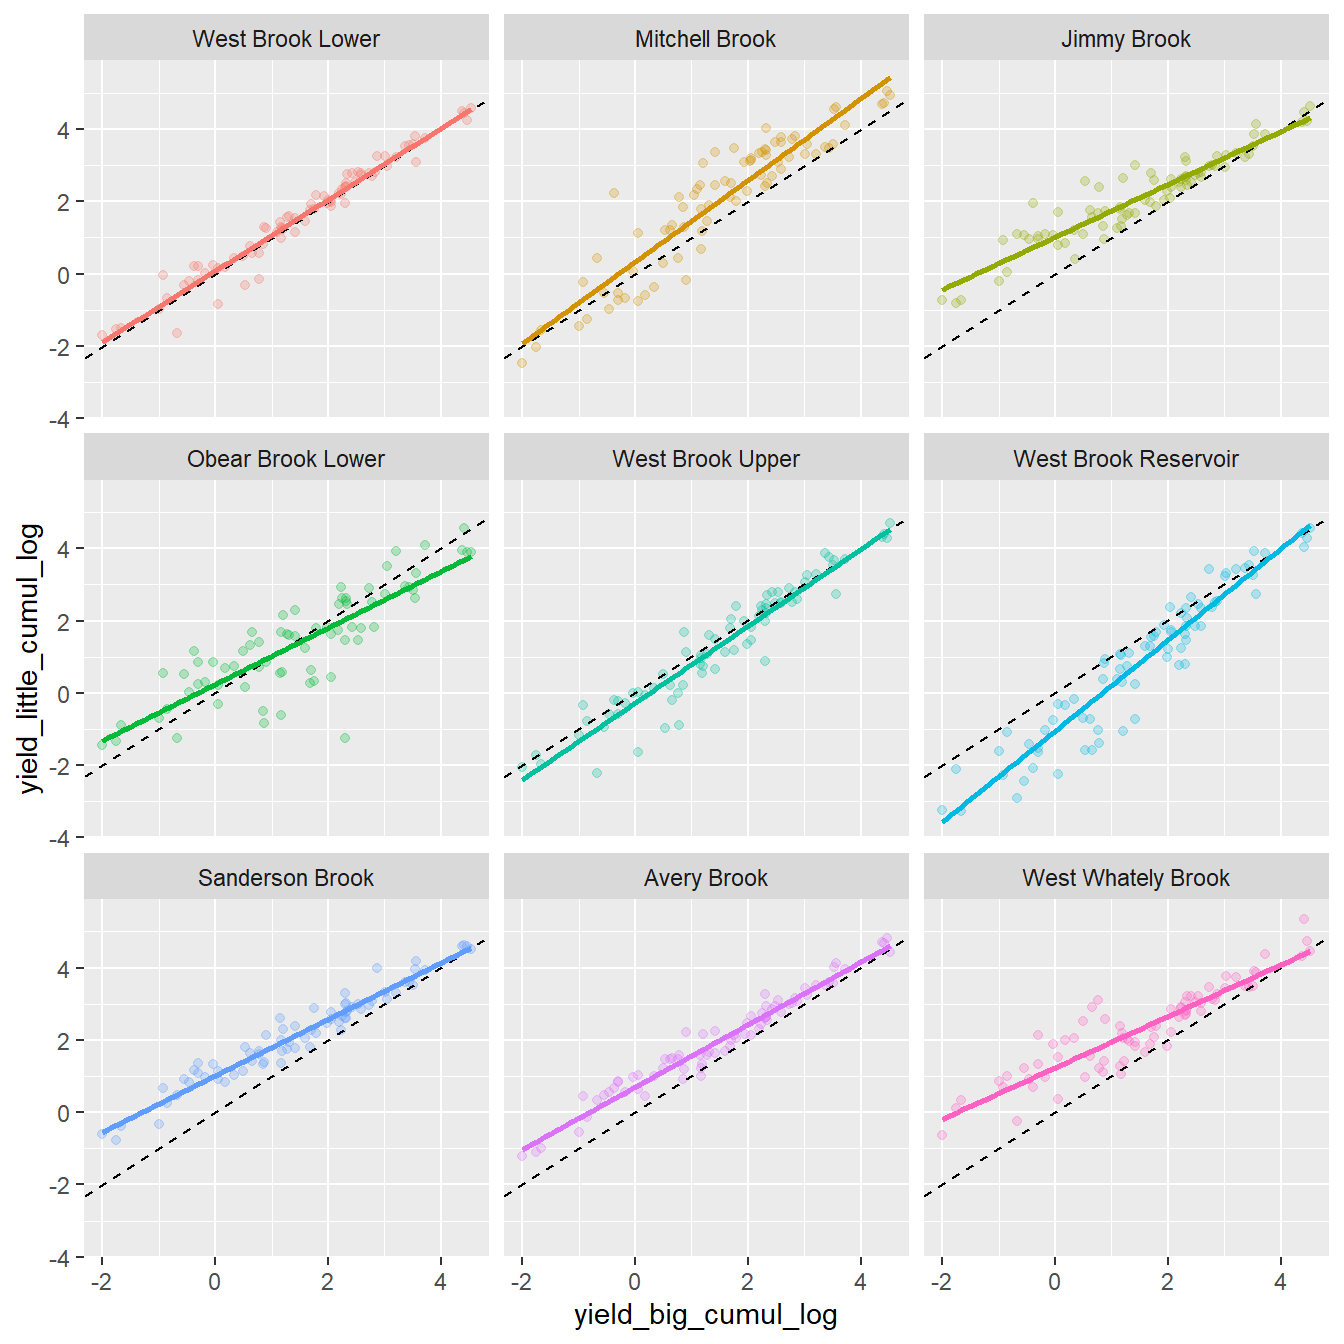 West Brook Lower
Mitchell Brook
Jimmy Brook
4
2
0
-2
-4
Obear Brook Lower
West Brook Upper
West Brook Reservoir
4
2
0
-2
-4
yield_little_cumul_log
Sanderson Brook
Avery Brook
West Whately Brook
4
2
0
-2
-4
-2 0 2 4
-2 0 2 4
-2 0 2 4
yield_big_cumul_log